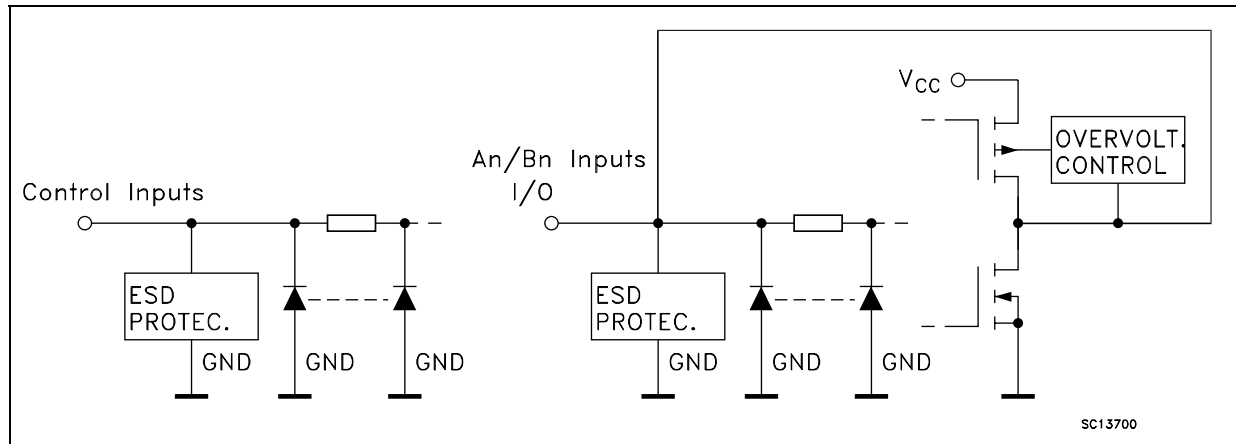 Control Inputs
ESD
PROTEC.
GND
GND
GND
An/Bn Inputs
I/O
ESD
PROTEC.
GND
GND
GND
VCC
OVERVOLT.
CONTROL
SC13700